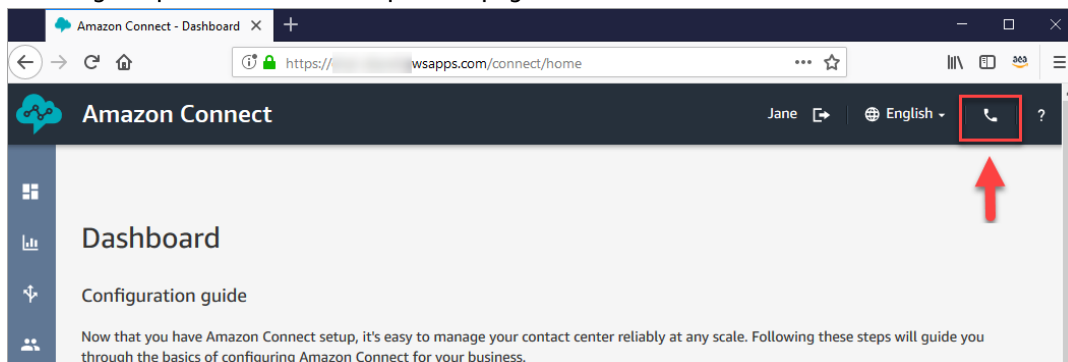 Amazon Connect - Dashboard
https:// wsapps.com/connect/home
Amazon Connect Jane English ?
Dashboard
Configuration guide
Now that you have Amazon Connect setup, it's easy to manage your contact center reliably at any scale. Following these steps will guide you
through the basics of configuring Amazon Connect for your business.